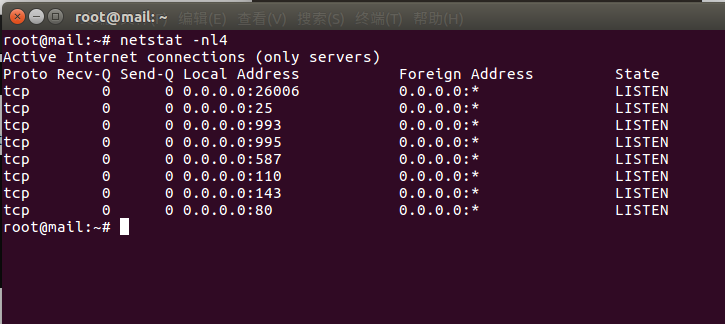 root@mail: ~
编辑(E) 查看(V) 搜索(S) 终端(T) 帮助(H)
root@mail:~# netstat -nl4
Active Internet connections (only servers)
Proto Recv-Q Send-Q Local Address Foreign Address State
tcp 0 0 0.0.0.0:26006 0.0.0.0:* LISTEN
tcp 0 0 0.0.0.0:25 0.0.0.0:* LISTEN
tcp 0 0 0.0.0.0:993 0.0.0.0:* LISTEN
tcp 0 0 0.0.0.0:995 0.0.0.0:* LISTEN
tcp 0 0 0.0.0.0:587 0.0.0.0:* LISTEN
tcp 0 0 0.0.0.0:110 0.0.0.0:* LISTEN
tcp 0 0 0.0.0.0:143 0.0.0.0:* LISTEN
tcp 0 0 0.0.0.0:80 0.0.0.0:* LISTEN
root@mail:~#